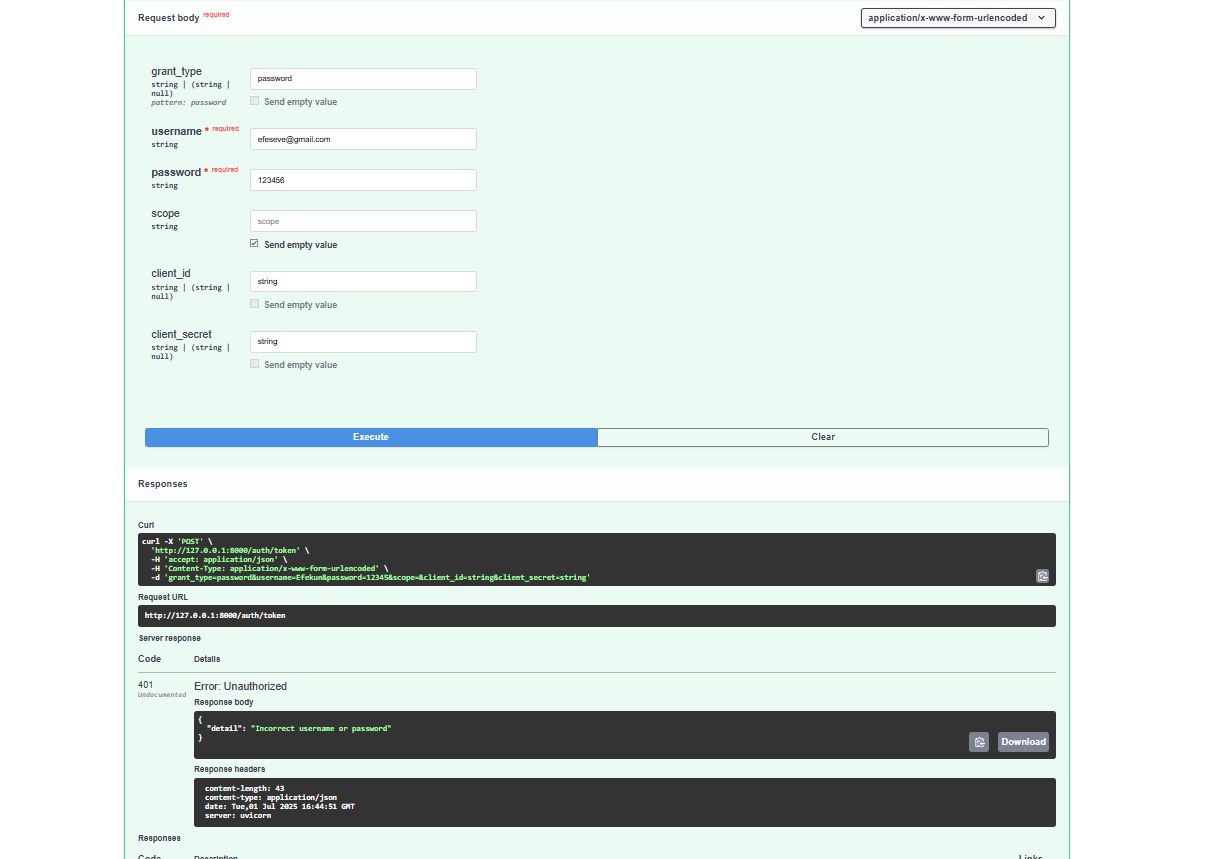 Request body required
application/x-www-form-urlencoded
grant_type
string | (string |
null)
pattern: password
password
Send empty value
username * required
string
efeseve@gmail.com
password * required
string
123456
scope
string
scope
Send empty value
client_id
string | (string |
null)
string
Send empty value
client_secret
string | (string |
null)
string
Send empty value
Execute
Clear
Responses
Curl
curl -X 'POST' \
'http://127.0.0.1:8000/auth/token' \
-H 'accept: application/json' \
-H 'Content-Type: application/x-www-form-urlencoded' \
-d 'grant_type=password&username=Efekun&password=12345&scope=&client_id=string&client_secret=string'
Request URL
http://127.0.0.1:8000/auth/token
Server response
Code Details
401
Undocumented
Error: Unauthorized
Response body
{
"detail": "Incorrect username or password"
}
Download
Response headers
content-length: 43
content-type: application/json
date: Tue,01 Jul 2025 16:44:51 GMT
server: uvicorn
Responses
Code Description Links